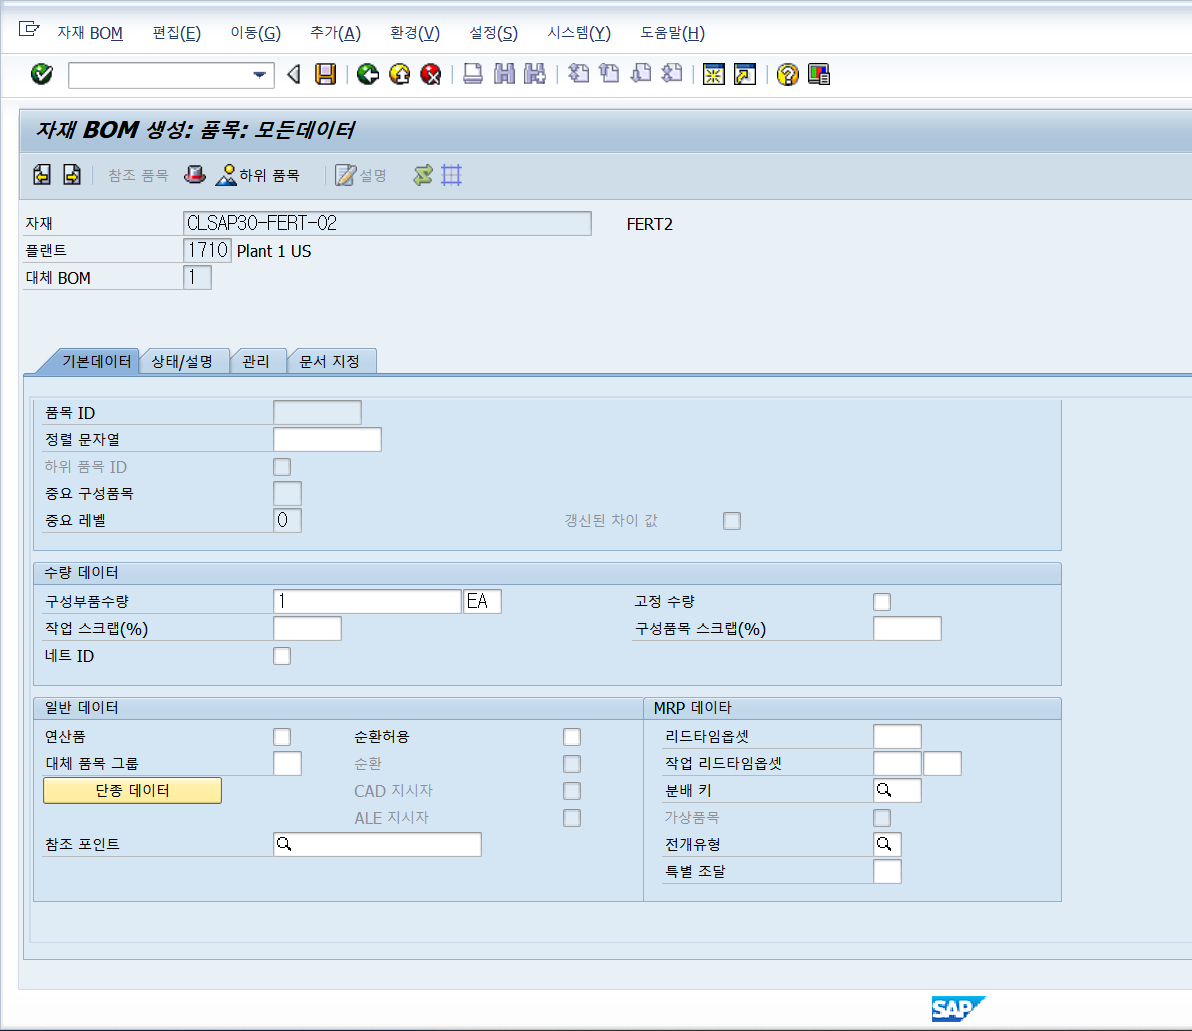 자재 BOM 편집(E) 이동(G) 추가(A) 환경(V) 설정(S) 시스템(Y) 도움말(H)
자재 BOM 생성: 품목: 모든데이터
참조 품목 하위 품목 설명
자재 CLSAP30-FERT-02 FERT2
플랜트 1710 Plant 1 US
대체 BOM 1
기본데이터 상태/설명 관리 문서 지정
품목 ID
정렬 문자열
하위 품목 ID
중요 구성품목
중요 레벨 0 갱신된 차이 값
수량 데이터
구성부품수량 1 EA 고정 수량
작업 스크랩(%) 구성품목 스크랩(%)
네트 ID
일반 데이터 MRP 데이타
연산품 순환허용 리드타임옵셋
대체 품목 그룹 순환 작업 리드타임옵셋
단종 데이터 CAD 지시자 분배 키
ALE 지시자 가상품목
참조 포인트 전개유형
특별 조달
SAP